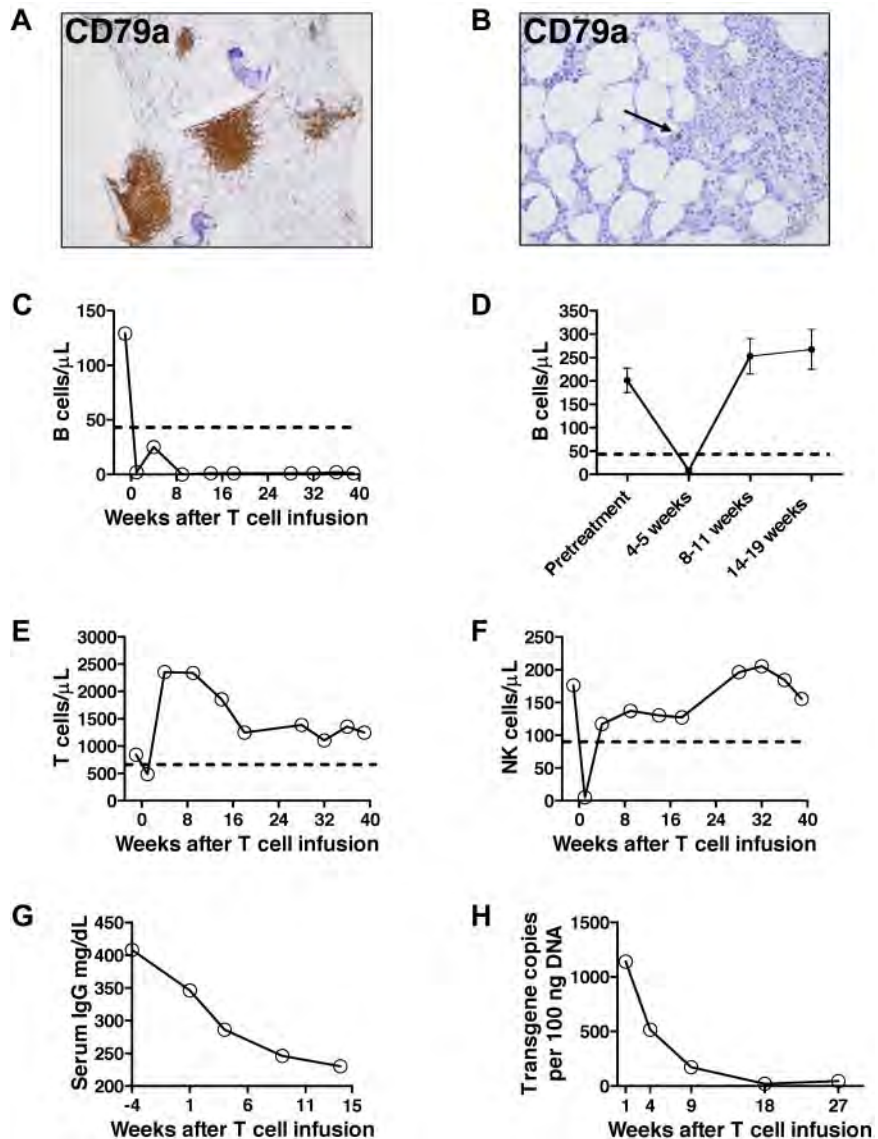 A
CD79a
B
CD79a
C
B cells/μL
150
100
50
0
0 8 16 24 32 40
Weeks after T cell infusion
D
B cells/μL
350
300
250
200
150
100
50
0
Pretreatment
4-5 weeks
8-11 weeks
14-19 weeks
E
T cells/μL
3000
2500
2000
1500
1000
500
0
0 8 16 24 32 40
Weeks after T cell infusion
F
NK cells/μL
250
200
150
100
50
0
0 8 16 24 32 40
Weeks after T cell infusion
G
Serum IgG mg/dL
450
400
350
300
250
200
-4 1 6 11 15
Weeks after T cell infusion
H
Transgene copies
per 100 ng DNA
1500
1000
500
0
1 4 9 18 27
Weeks after T cell infusion